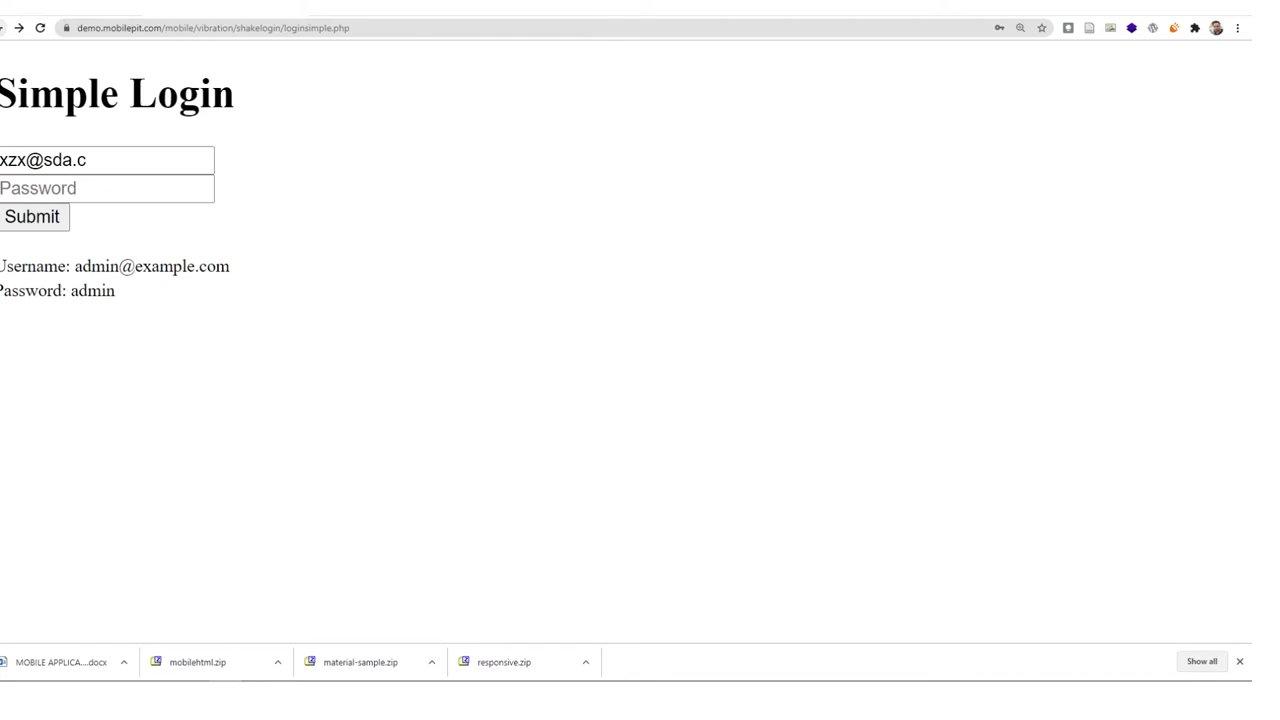 demo.mobilepit.com/mobile/vibration/shakelogin/loginsimple.php
Simple Login
xzx@sda.c
Password
Submit
Username: admin@example.com
Password: admin
MOBILE APPLICA....docx
mobilehtml.zip
material-sample.zip
responsive.zip
Show all